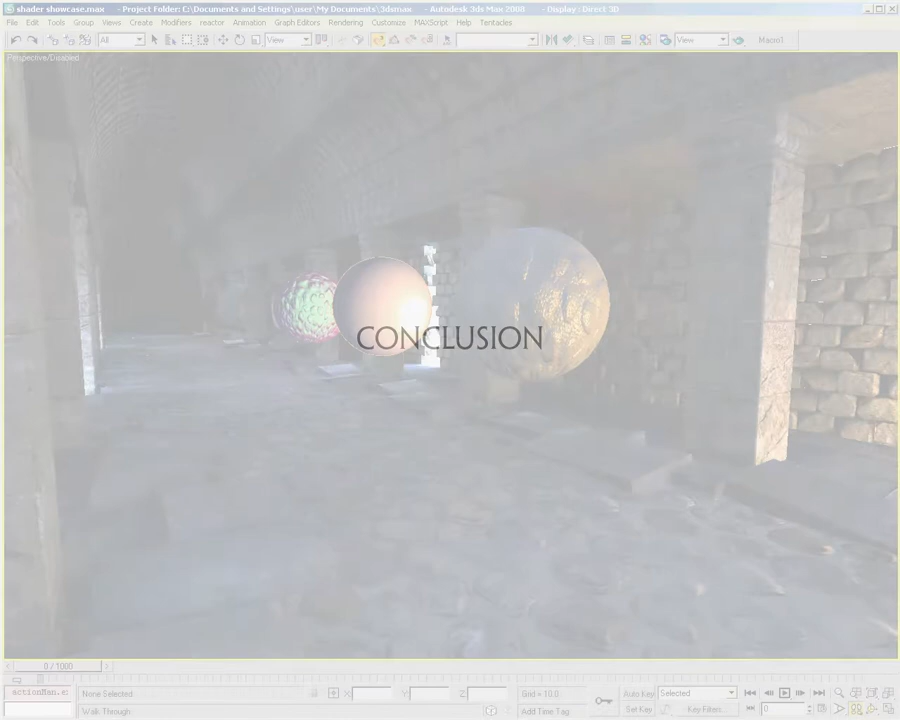 shader showcase.max - Project Folder: C:\Documents and Settings\user\My Documents\3dsmax - Autodesk 3ds Max 2008 - Display : Direct 3D
File Edit Tools Group Views Create Modifiers reactor Animation Graph Editors Rendering Customize MAXScript Help Tentacles
All View View Macro1
Perspective/Disabled
CONCLUSION
0 / 1000
actionMan.e: None Selected X: Y: Z: Grid = 10.0 Auto Key Selected
Walk Through Add Time Tag Set Key Key Filters... 0